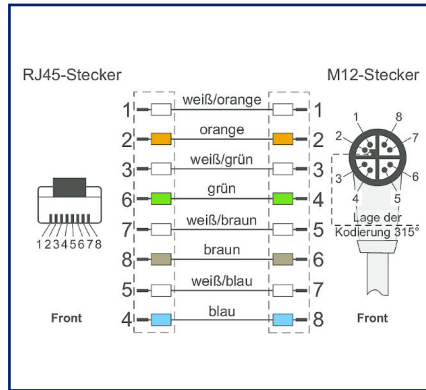 RJ45-Stecker M12-Stecker
1 weiß/orange 1
2 orange 2
3 weiß/grün 3
6 grün 4
7 weiß/braun 5
8 braun 6
5 weiß/blau 7
4 blau 8
12345678
Front
1 8
2 7
3 6
4 5
Lage der
Kodierung 315°
Front